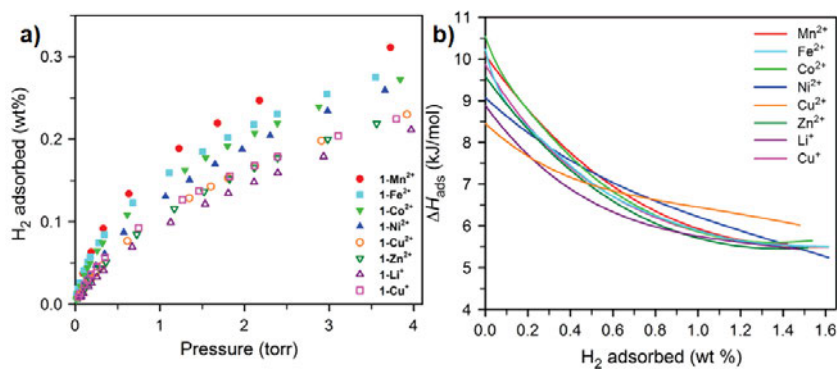 a)
H₂ adsorbed (wt%)
0.3
0.2
0.1
0.0
0
1
2
3
4
Pressure (torr)
1-Mn²⁺
1-Fe²⁺
1-Co²⁺
1-Ni²⁺
1-Cu²⁺
1-Zn²⁺
1-Li⁺
1-Cu⁺
b)
ΔH_ads (kJ/mol)
11
10
9
8
7
6
5
4
0.0 0.2 0.4 0.6 0.8 1.0 1.2 1.4 1.6
H₂ adsorbed (wt %)
Mn²⁺
Fe²⁺
Co²⁺
Ni²⁺
Cu²⁺
Zn²⁺
Li⁺
Cu⁺